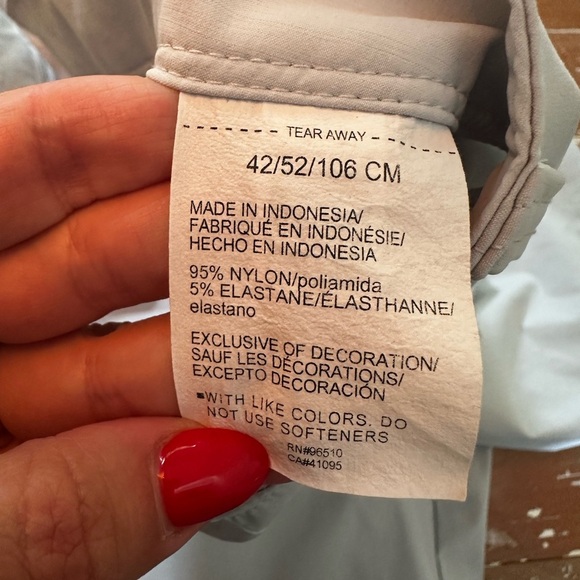 TEAR AWAY
42/52/106 CM
MADE IN INDONESIA/
FABRIQUÉ EN INDONÉSIE/
HECHO EN INDONESIA
95% NYLON/poliamida
5% ELASTANE/ÉLASTHANNE/
elastano
EXCLUSIVE OF DECORATION/
SAUF LES DÉCORATIONS/
EXCEPTO DECORACIÓN
WITH LIKE COLORS. DO
NOT USE SOFTENERS
RN#96510
CA#41095